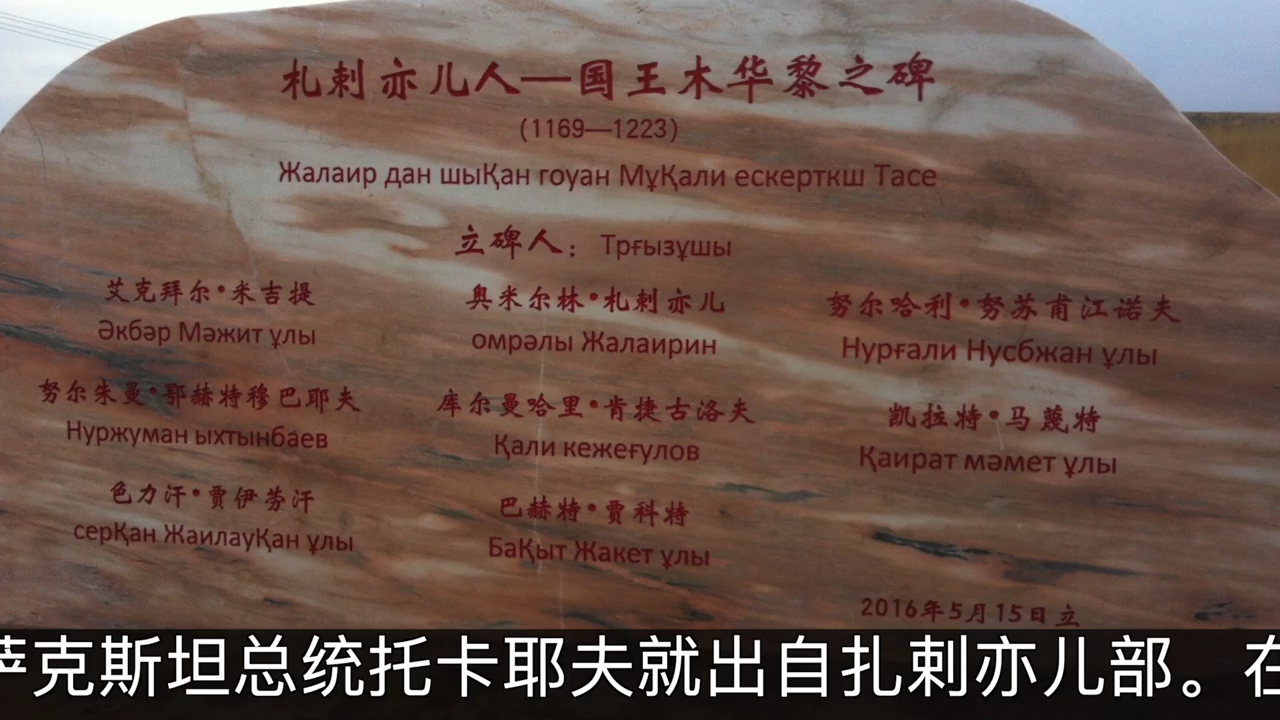 札剌亦儿人—国王木华黎之碑
(1169—1223)
Жалаир дан шыҚан гоуан МұҚали ескерткш Тасе
立碑人：Трғызұшы
艾克拜尔•米吉提 奥米尔林•札剌亦儿 努尔哈利•努苏甫江诺夫
Әкбәр Мәжит ұлы омрәлы Жалаирин Нурғали Нусбжан ұлы
努尔朱曼•鄂赫特穆巴耶夫 库尔曼哈里•肯捷古洛夫 凯拉特•马蔑特
Нуржуман ыхтынбаев Қали кежеғулов Қаират мәмет ұлы
色力汗•贾伊劳汗 巴赫特•贾科特
серҚан ЖаилауҚан ұлы БаҚыт Жакет ұлы
2016年5月15日立
萨克斯坦总统托卡耶夫就出自扎剌亦儿部。在